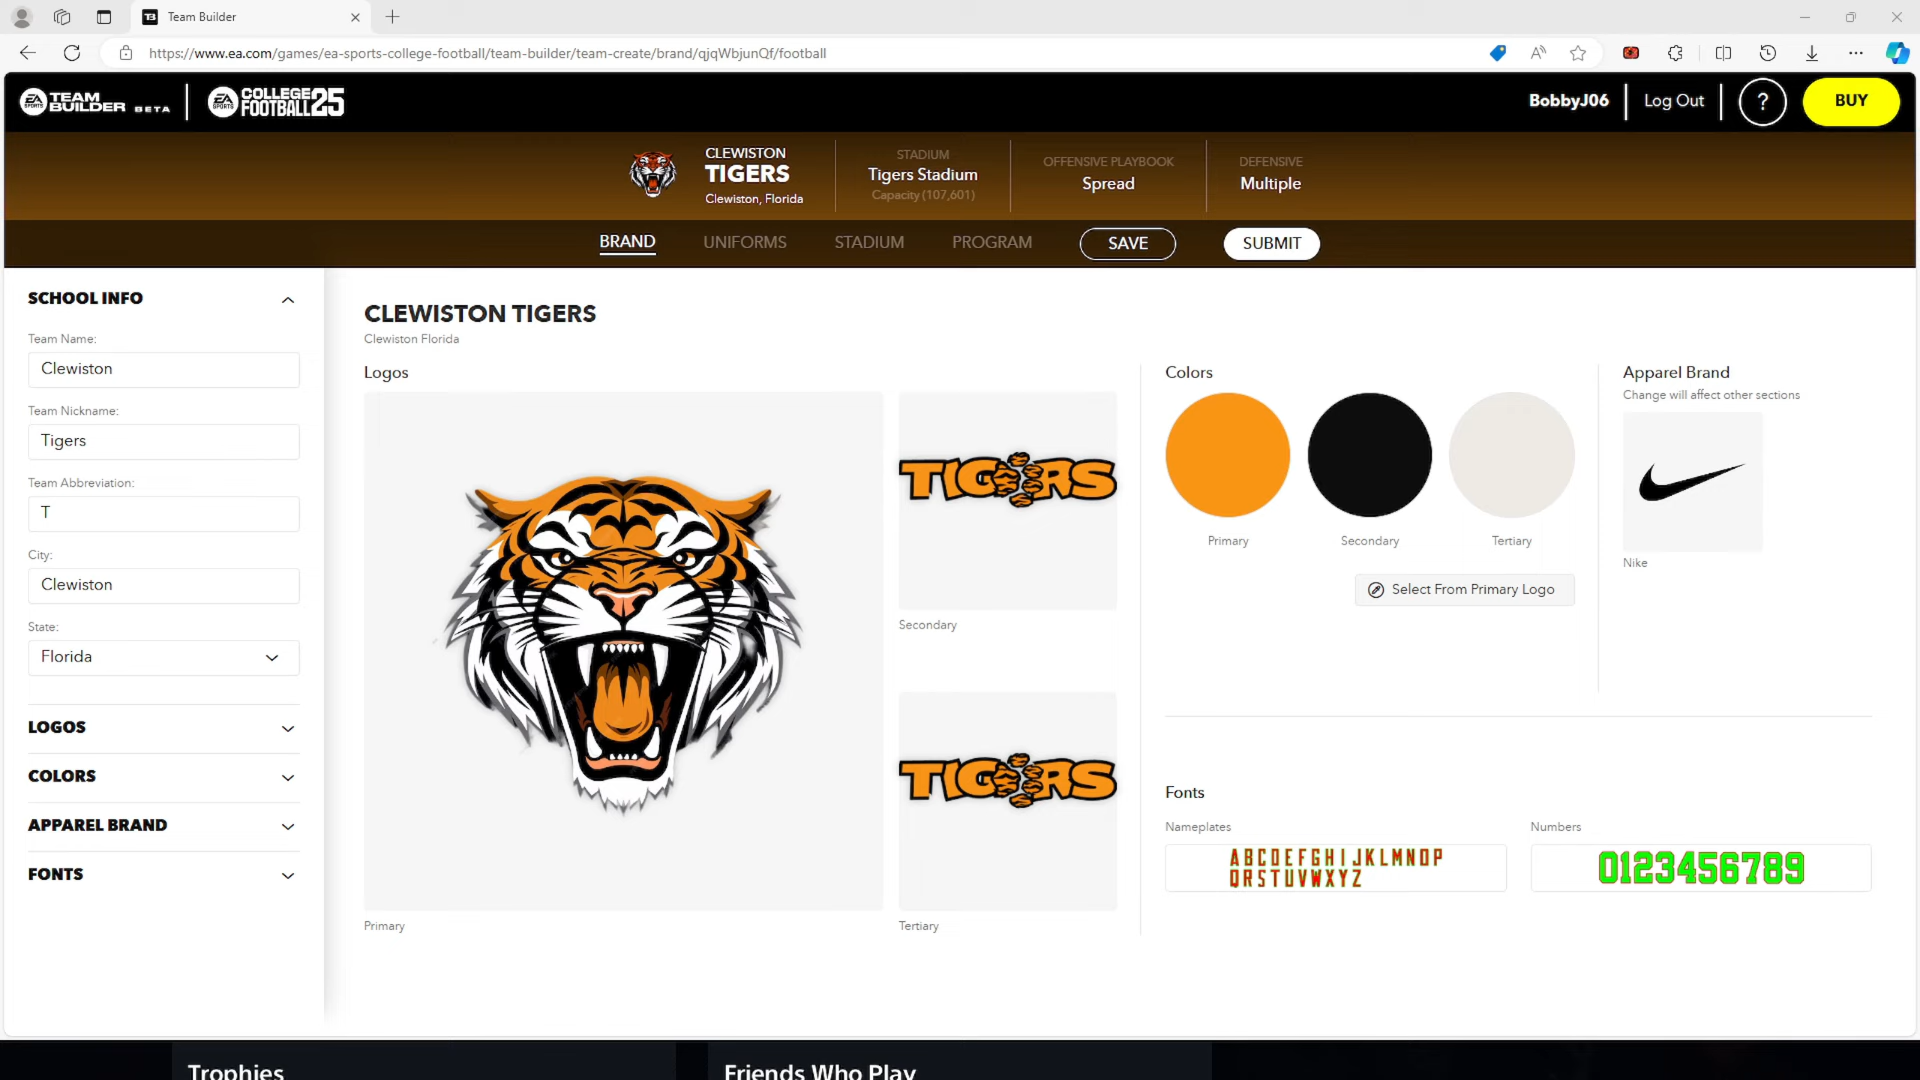 Team Builder
https://www.ea.com/games/ea-sports-college-football/team-builder/team-create/brand/qjqWbjunQf/football
EA SPORTS TEAM BUILDER BETA
EA SPORTS COLLEGE FOOTBALL 25
BobbyJ06
Log Out
?
BUY
CLEWISTON
TIGERS
Clewiston, Florida
STADIUM
Tigers Stadium
Capacity (107,601)
OFFENSIVE PLAYBOOK
Spread
DEFENSIVE
Multiple
BRAND
UNIFORMS
STADIUM
PROGRAM
SAVE
SUBMIT
SCHOOL INFO
Team Name:
Clewiston
Team Nickname:
Tigers
Team Abbreviation:
T
City:
Clewiston
State:
Florida
LOGOS
COLORS
APPAREL BRAND
FONTS
CLEWISTON TIGERS
Clewiston Florida
Logos
Primary
TIGERS
Secondary
TIGERS
Tertiary
Colors
Primary
Secondary
Tertiary
Select From Primary Logo
Apparel Brand
Change will affect other sections
Nike
Fonts
Nameplates
ABCDEFGHIJKLMNOP
QRSTUVWXYZ
Numbers
0123456789
Trophies
Friends Who Play